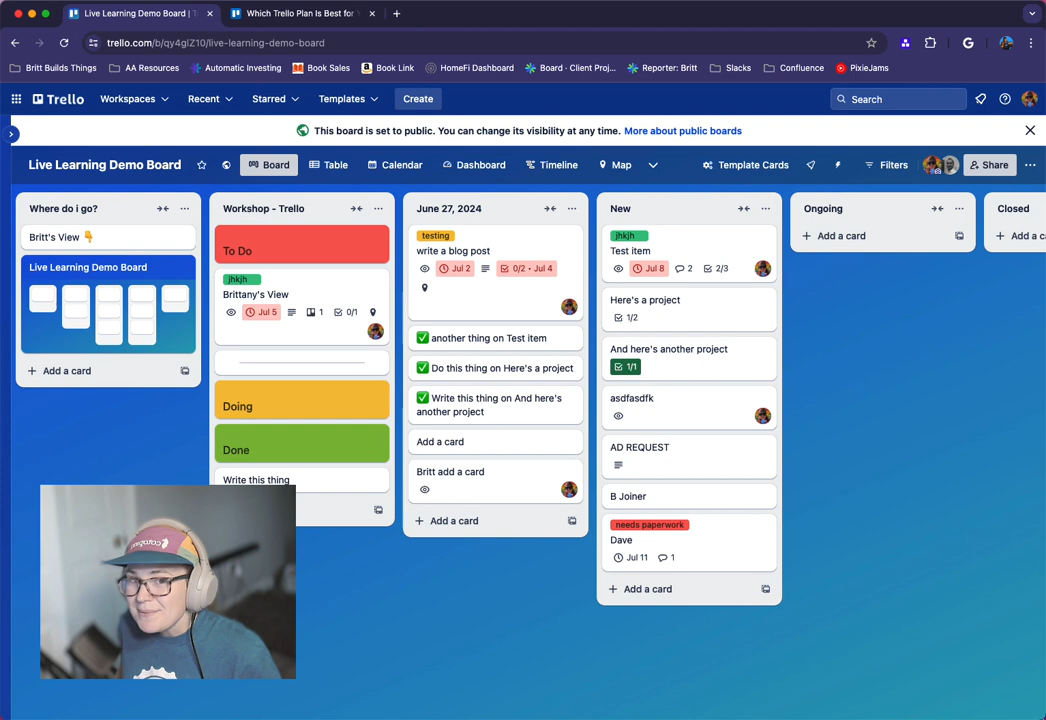 Live Learning Demo Board | T
Which Trello Plan Is Best for
trello.com/b/qy4glZ10/live-learning-demo-board
Britt Builds Things
AA Resources
Automatic Investing
Book Sales
Book Link
HomeFi Dashboard
Board · Client Proj...
Reporter: Britt
Slacks
Confluence
PixieJams
Trello
Workspaces
Recent
Starred
Templates
Create
Search
This board is set to public. You can change its visibility at any time. More about public boards
Live Learning Demo Board
Board
Table
Calendar
Dashboard
Timeline
Map
Template Cards
Filters
Share
Where do i go?
Britt's View 👇
Live Learning Demo Board
+ Add a card
Workshop - Trello
To Do
jhkjh
Brittany's View
Jul 5
1
0/1
Doing
Done
Write this thing
June 27, 2024
testing
write a blog post
Jul 2
0/2 • Jul 4
✅ another thing on Test item
✅ Do this thing on Here's a project
✅ Write this thing on And here's
another project
Add a card
Britt add a card
+ Add a card
New
jhkjh
Test item
Jul 8
2
2/3
Here's a project
1/2
And here's another project
1/1
asdfasdfk
AD REQUEST
B Joiner
needs paperwork
Dave
Jul 11
1
+ Add a card
Ongoing
+ Add a card
Closed
+ Add a ca